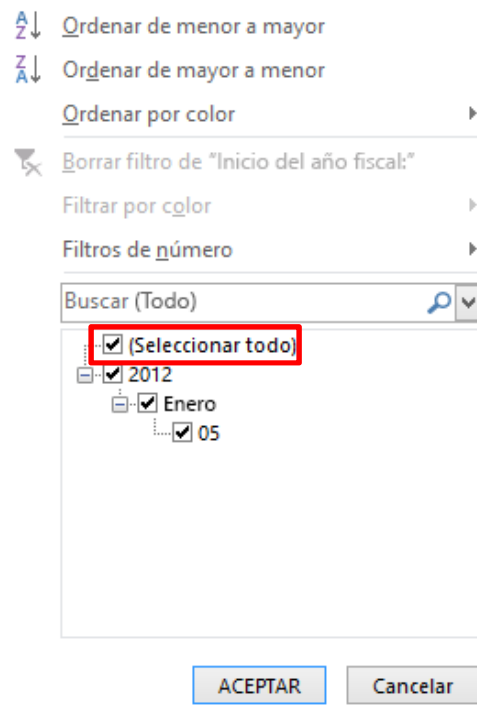 Ordenar de menor a mayor
Ordenar de mayor a menor
Ordenar por color
Borrar filtro de "Inicio del año fiscal:"
Filtrar por color
Filtros de número
Buscar (Todo)
(Seleccionar todo)
2012
Enero
05
ACEPTAR Cancelar